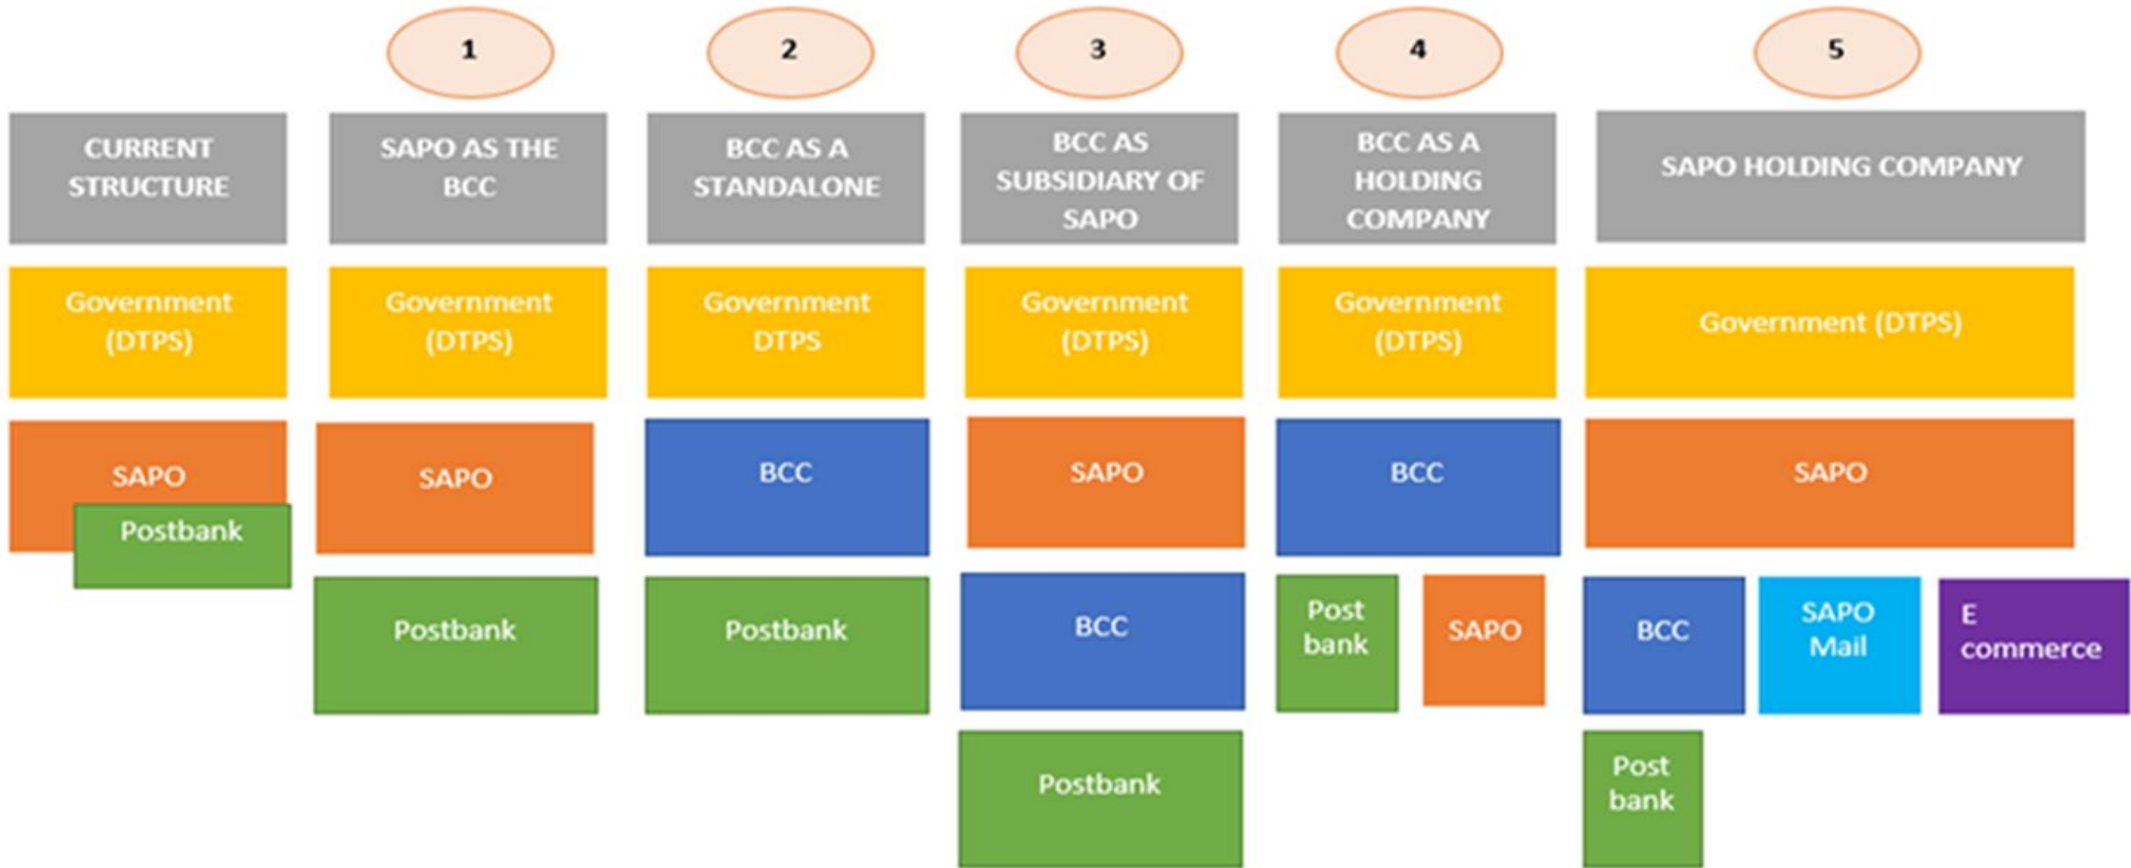 1
2
3
4
5
CURRENT
STRUCTURE
SAPO AS THE
BCC
BCC AS A
STANDALONE
BCC AS
SUBSIDIARY OF
SAPO
BCC AS A
HOLDING
COMPANY
SAPO HOLDING COMPANY
Government
(DTPS)
Government
(DTPS)
Government
DTPS
Government
(DTPS)
Government
(DTPS)
Government (DTPS)
SAPO
Postbank
SAPO
BCC
SAPO
BCC
SAPO
Postbank
Postbank
BCC
Post
bank
SAPO
BCC
SAPO
Mail
E
commerce
Postbank
Post
bank